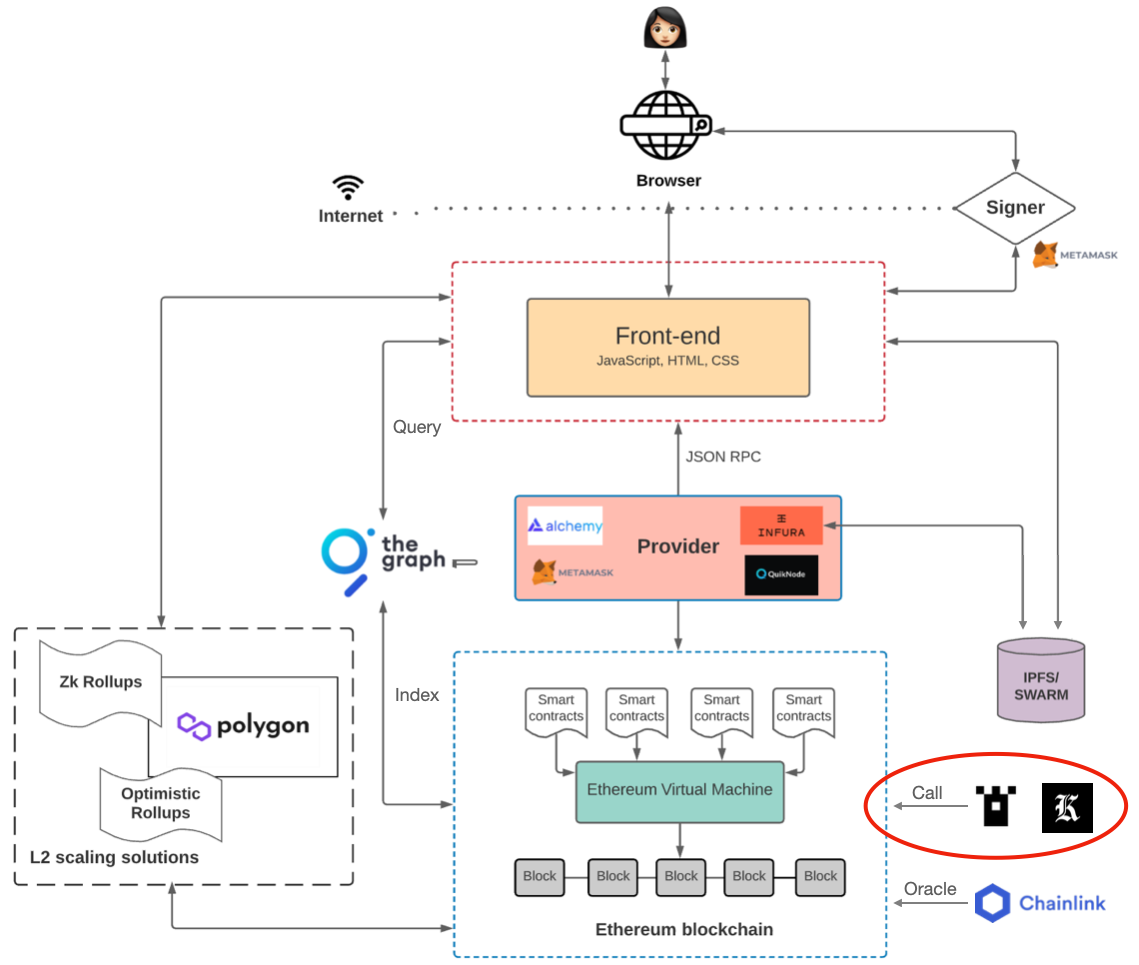 Browser
Internet
Signer
METAMASK
Front-end
JavaScript, HTML, CSS
Query
JSON RPC
alchemy
INFURA
Provider
METAMASK
QuikNode
the
graph
Zk Rollups
polygon
Optimistic
Rollups
L2 scaling solutions
Index
IPFS/
SWARM
Smart
contracts
Smart
contracts
Smart
contracts
Smart
contracts
Ethereum Virtual Machine
Block
Block
Block
Block
Block
Ethereum blockchain
Call
K
Oracle
Chainlink